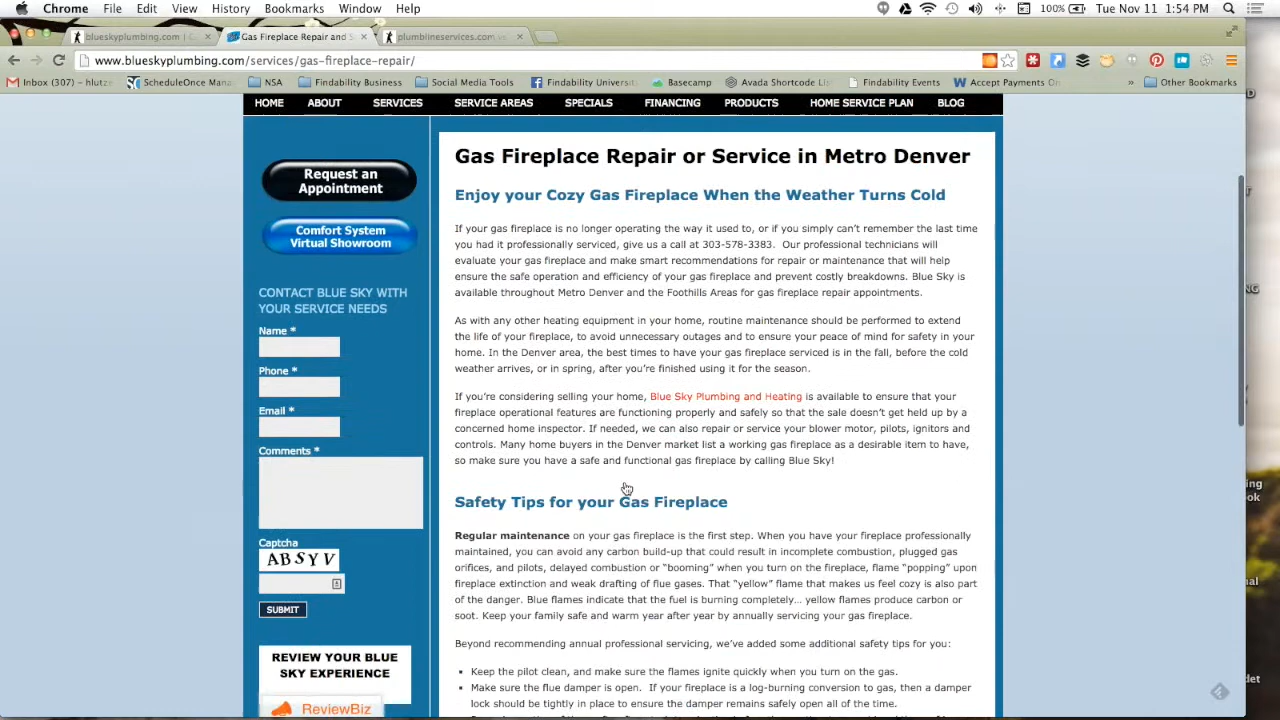 Chrome File Edit View History Bookmarks Window Help 100% Tue Nov 11 1:54 PM
blueskyplumbing.com | Gas Fireplace Repair and S plumblineservices.com vs
www.blueskyplumbing.com/services/gas-fireplace-repair/
Inbox (307) – hlutze ScheduleOnce Mana NSA Findability Business Social Media Tools Findability Univers Basecamp Avada Shortcode Lis Findability Events Accept Payments On » Other Bookmarks
HOME ABOUT SERVICES SERVICE AREAS SPECIALS FINANCING PRODUCTS HOME SERVICE PLAN BLOG
Request an
Appointment
Comfort System
Virtual Showroom
CONTACT BLUE SKY WITH
YOUR SERVICE NEEDS
Name *
Phone *
Email *
Comments *
Captcha
ABSYV
SUBMIT
REVIEW YOUR BLUE
SKY EXPERIENCE
ReviewBiz
Gas Fireplace Repair or Service in Metro Denver
Enjoy your Cozy Gas Fireplace When the Weather Turns Cold
If your gas fireplace is no longer operating the way it used to, or if you simply can't remember the last time
you had it professionally serviced, give us a call at 303-578-3383. Our professional technicians will
evaluate your gas fireplace and make smart recommendations for repair or maintenance that will help
ensure the safe operation and efficiency of your gas fireplace and prevent costly breakdowns. Blue Sky is
available throughout Metro Denver and the Foothills Areas for gas fireplace repair appointments.
As with any other heating equipment in your home, routine maintenance should be performed to extend
the life of your fireplace, to avoid unnecessary outages and to ensure your peace of mind for safety in your
home. In the Denver area, the best times to have your gas fireplace serviced is in the fall, before the cold
weather arrives, or in spring, after you're finished using it for the season.
If you're considering selling your home, Blue Sky Plumbing and Heating is available to ensure that your
fireplace operational features are functioning properly and safely so that the sale doesn't get held up by a
concerned home inspector. If needed, we can also repair or service your blower motor, pilots, ignitors and
controls. Many home buyers in the Denver market list a working gas fireplace as a desirable item to have,
so make sure you have a safe and functional gas fireplace by calling Blue Sky!
Safety Tips for your Gas Fireplace
Regular maintenance on your gas fireplace is the first step. When you have your fireplace professionally
maintained, you can avoid any carbon build-up that could result in incomplete combustion, plugged gas
orifices, and pilots, delayed combustion or “booming” when you turn on the fireplace, flame “popping” upon
fireplace extinction and weak drafting of flue gases. That “yellow” flame that makes us feel cozy is also part
of the danger. Blue flames indicate that the fuel is burning completely… yellow flames produce carbon or
soot. Keep your family safe and warm year after year by annually servicing your gas fireplace.
Beyond recommending annual professional servicing, we've added some additional safety tips for you:
Keep the pilot clean, and make sure the flames ignite quickly when you turn on the gas.
Make sure the flue damper is open. If your fireplace is a log-burning conversion to gas, then a damper
lock should be tightly in place to ensure the damper remains safely open all of the time.